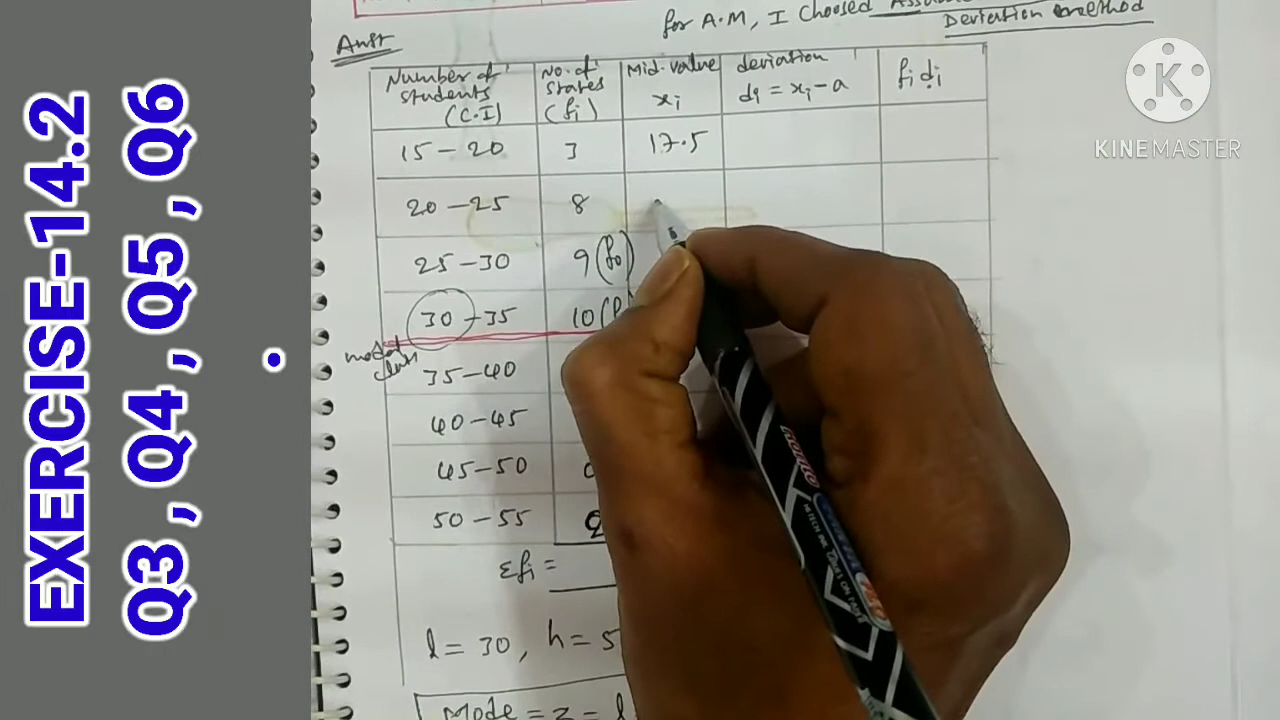 EXERCISE-14.2
Q3 , Q4 , Q5 , Q6
.
K
KINEMASTER
for A.M, I choosed Assu
Deviation method
Ans:
Number of students (C.I)
No. of states (fi)
Mid-value xi
deviation di = xi - a
fi di
15 - 20 3 17.5
20 - 25 8
25 - 30 9 (f0)
30 - 35 10 (f
modal class
35 - 40
40 - 45
45 - 50 0
50 - 55 2
Σfi =
l = 30, h = 5
Mode = z = l